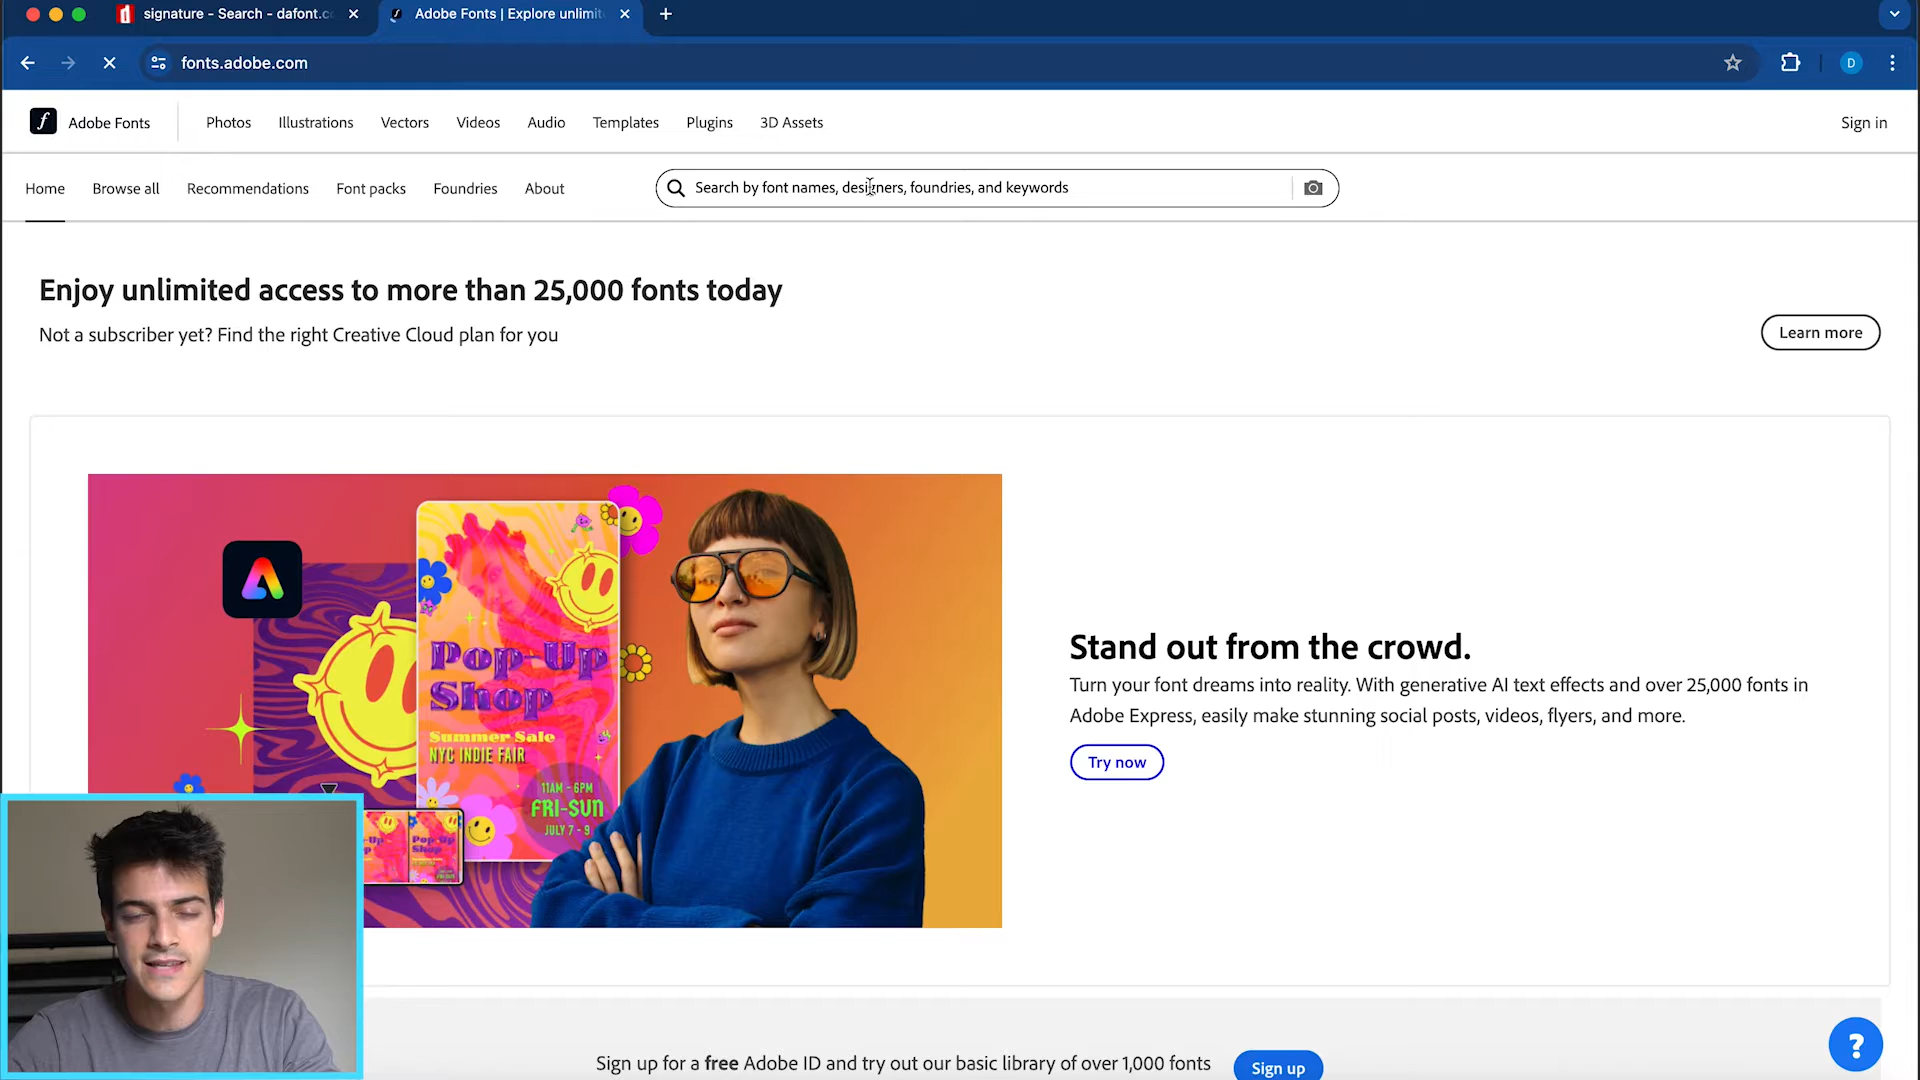 signature - Search - dafont.c
Adobe Fonts | Explore unlimit
fonts.adobe.com
D
Adobe Fonts
Photos
Illustrations
Vectors
Videos
Audio
Templates
Plugins
3D Assets
Sign in
Home
Browse all
Recommendations
Font packs
Foundries
About
Search by font names, designers, foundries, and keywords
Enjoy unlimited access to more than 25,000 fonts today
Not a subscriber yet? Find the right Creative Cloud plan for you
Learn more
Pop-Up
Shop
Summer Sale
NYC INDIE FAIR
11AM - 6PM
FRI-SUN
JULY 7 - 9
Pop-Up
Shop
Stand out from the crowd.
Turn your font dreams into reality. With generative AI text effects and over 25,000 fonts in
Adobe Express, easily make stunning social posts, videos, flyers, and more.
Try now
Sign up for a free Adobe ID and try out our basic library of over 1,000 fonts
Sign up
?